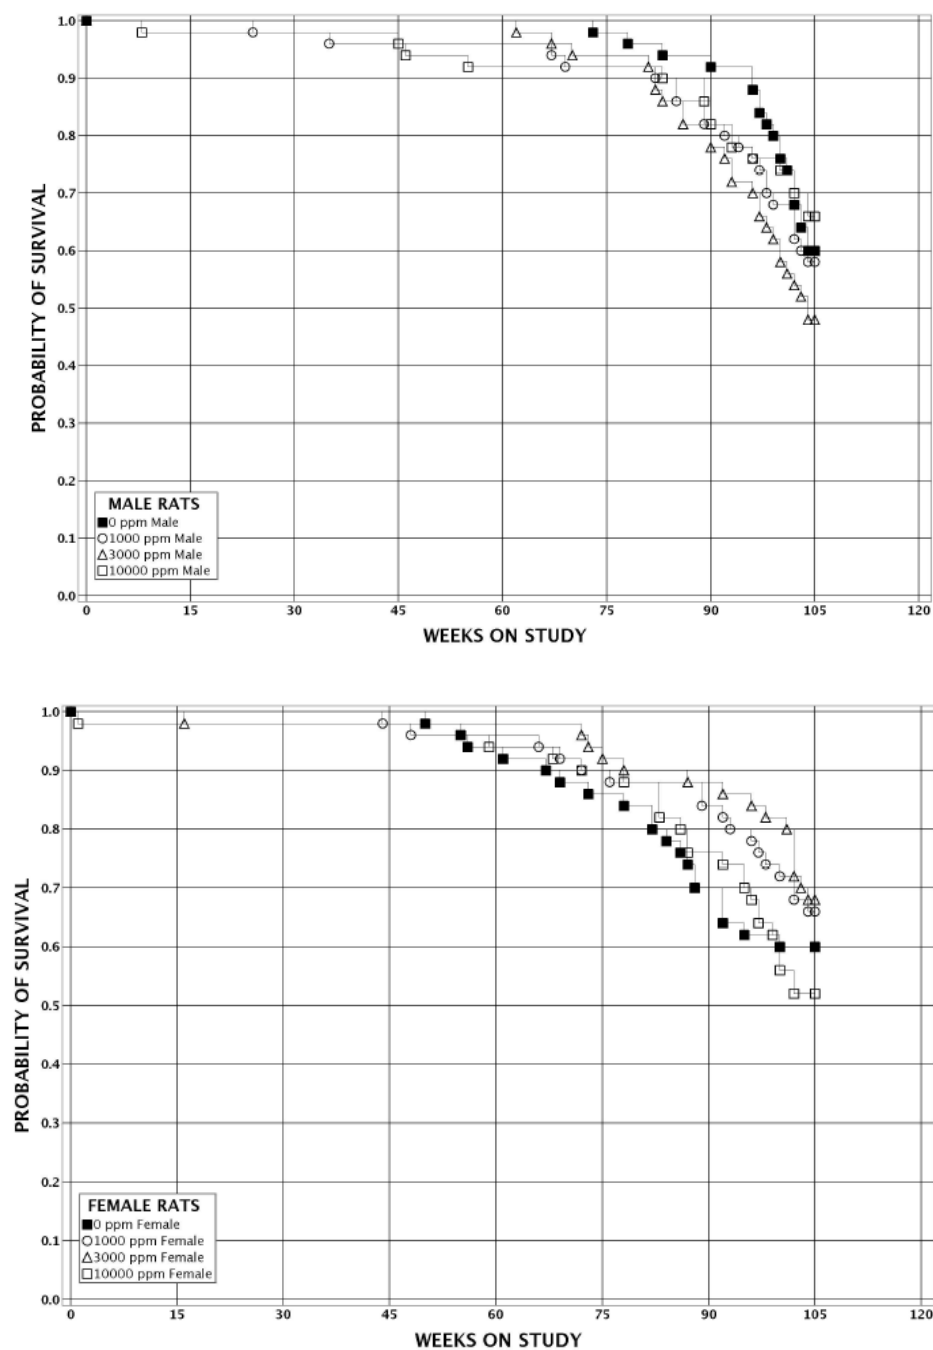 1.0
0.9
0.8
0.7
0.6
0.5
0.4
0.3
0.2
0.1
0.0
PROBABILITY OF SURVIVAL
MALE RATS
0 ppm Male
1000 ppm Male
3000 ppm Male
10000 ppm Male
0 15 30 45 60 75 90 105 120
WEEKS ON STUDY
1.0
0.9
0.8
0.7
0.6
0.5
0.4
0.3
0.2
0.1
0.0
PROBABILITY OF SURVIVAL
FEMALE RATS
0 ppm Female
1000 ppm Female
3000 ppm Female
10000 ppm Female
0 15 30 45 60 75 90 105 120
WEEKS ON STUDY